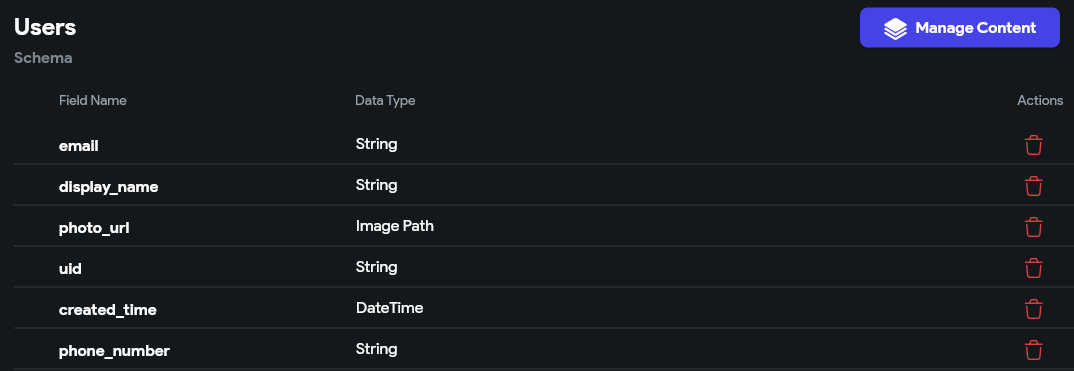 Users
Manage Content
Schema
Field Name Data Type Actions
email String
display_name String
photo_url Image Path
uid String
created_time DateTime
phone_number String